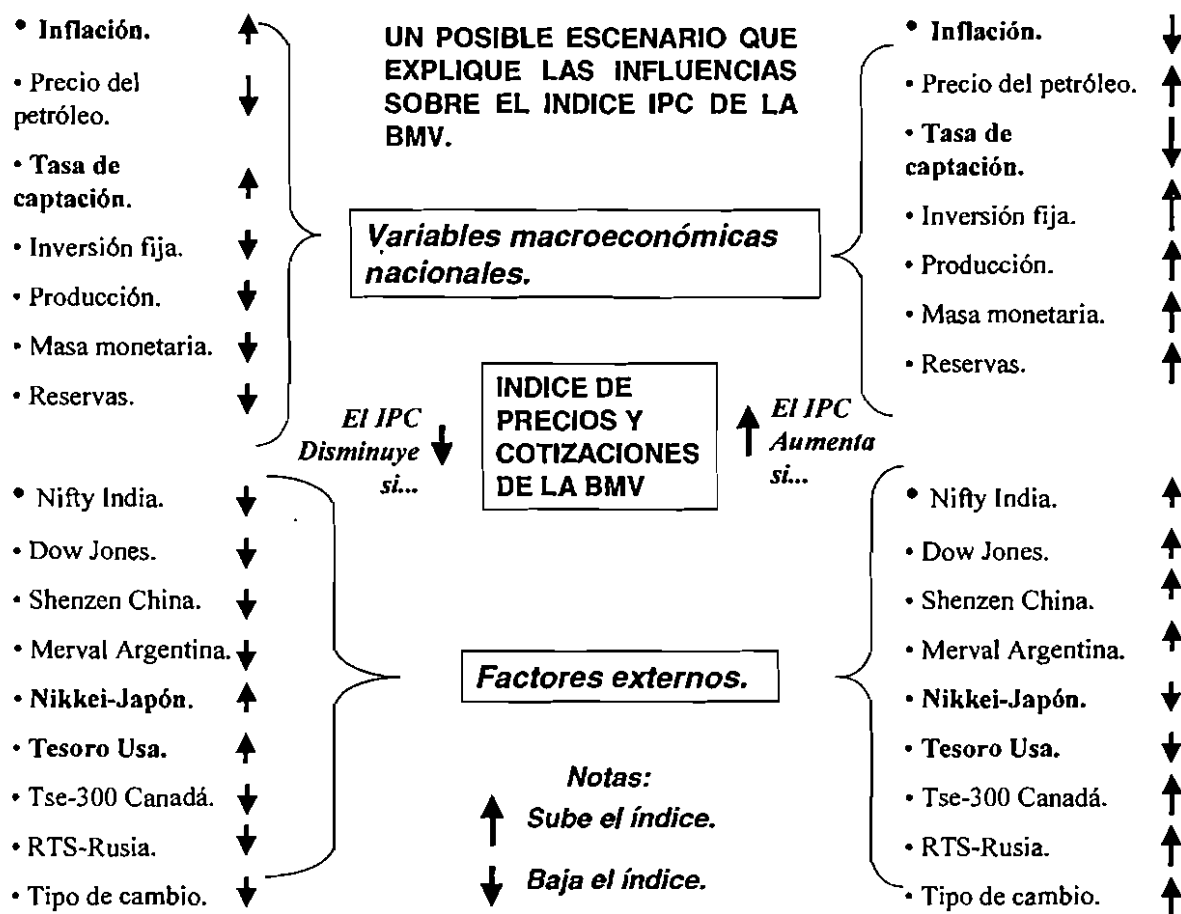 • Inflación.
• Precio del
petróleo.
• Tasa de
captación.
• Inversión fija.
• Producción.
• Masa monetaria.
• Reservas.
UN POSIBLE ESCENARIO QUE
EXPLIQUE LAS INFLUENCIAS
SOBRE EL INDICE IPC DE LA
BMV.
Variables macroeconómicas
nacionales.
• Inflación.
• Precio del petróleo.
• Tasa de
captación.
• Inversión fija.
• Producción.
• Masa monetaria.
• Reservas.
El IPC
Disminuye
si...
INDICE DE
PRECIOS Y
COTIZACIONES
DE LA BMV
El IPC
Aumenta
si...
• Nifty India.
• Dow Jones.
• Shenzen China.
• Merval Argentina.
• Nikkei-Japón.
• Tesoro Usa.
• Tse-300 Canadá.
• RTS-Rusia.
• Tipo de cambio.
Factores externos.
Notas:
Sube el índice.
Baja el índice.
• Nifty India.
• Dow Jones.
• Shenzen China.
• Merval Argentina.
• Nikkei-Japón.
• Tesoro Usa.
• Tse-300 Canadá.
• RTS-Rusia.
• Tipo de cambio.